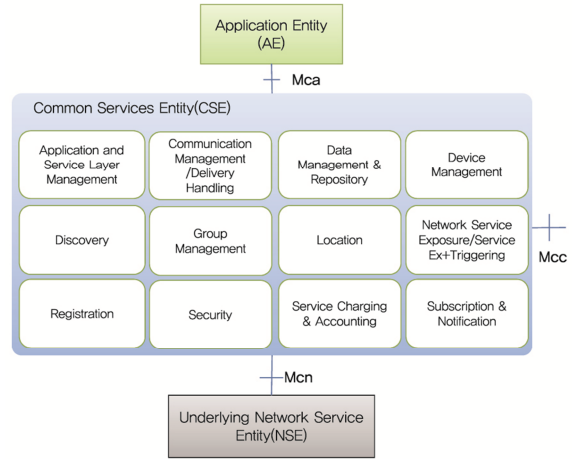 Application Entity
(AE)
Mca
Common Services Entity(CSE)
Application and
Service Layer
Management
Communication
Management
/Delivery
Handling
Data
Management &
Repository
Device
Management
Discovery
Group
Management
Location
Network Service
Exposure/Service
Ex+Triggering
Mcc
Registration
Security
Service Charging
& Accounting
Subscription &
Notification
Mcn
Underlying Network Service
Entity(NSE)